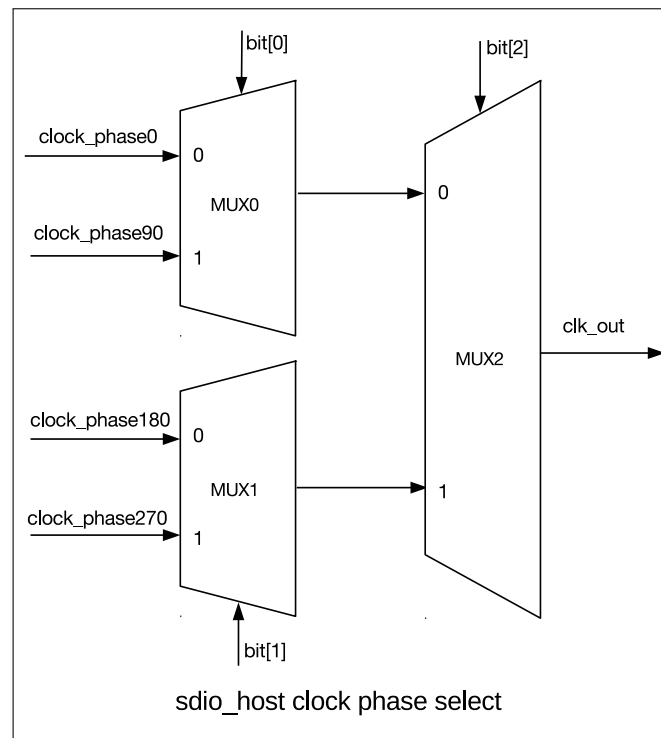 bit[0]
bit[2]
clock_phase0
0
MUX0
clock_phase90
1
0
clk_out
MUX2
clock_phase180
0
MUX1
1
clock_phase270
1
bit[1]
sdio_host clock phase select